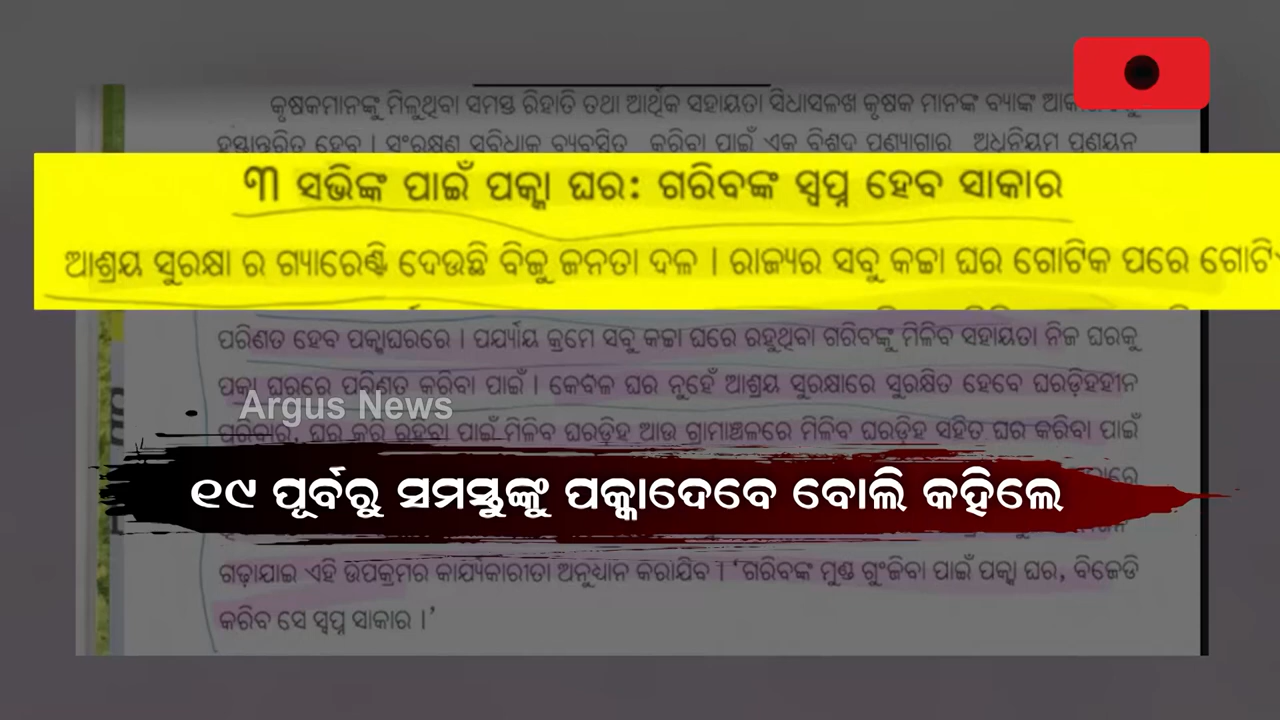 କୃଷକମାନଙ୍କୁ ମିଳୁଥିବା ସମସ୍ତ ରିହାତି ତଥା ଆର୍ଥିକ ସହାୟତା ସିଧାସଳଖ କୃଷକ ମାନଙ୍କ ବ୍ୟାଙ୍କ
ହସ୍ତାନ୍ତରିତ ହେବ । ସଂରକ୍ଷଣ ସୁବିଧାକୁ ବ୍ୟବସ୍ଥିତ କରିବା ପାଇଁ ଏକ ବିଶଦ ପଣ୍ୟାଗାର ଅଧିନିୟମ ପ୍ରଣୟନ
୩ ସଭିଙ୍କ ପାଇଁ ପକ୍କା ଘର: ଗରିବଙ୍କ ସ୍ୱପ୍ନ ହେବ ସାକାର
ଆଶ୍ରୟ ସୁରକ୍ଷା ର ଗ୍ୟାରେଣ୍ଟି ଦେଉଛି ବିଜୁ ଜନତା ଦଳ । ରାଜ୍ୟର ସବୁ କଚ୍ଚା ଘର ଗୋଟିକ ପରେ
ପରିଣତ ହେବ ପକ୍କାଘରରେ । ପର୍ଯ୍ୟାୟ କ୍ରମେ ସବୁ କଚ୍ଚା ଘରେ ରହୁଥିବା ଗରିବଙ୍କୁ ମିଳିବ ସହାୟତା ନିଜ ଘରକୁ
ପକ୍କା ଘରରେ ପରିଣତ କରିବା ପାଇଁ । କେବଳ ଘର ନୁହେଁ ଆଶ୍ରୟ ସୁରକ୍ଷାରେ ସୁରକ୍ଷିତ ହେବେ ଘରଡ଼ିହହୀନ
Argus News
ପରିବାର, ଘର କରି ରହିବା ପାଇଁ ମିଳିବ ଘରଡ଼ିହ ଆଉ ଗ୍ରାମାଞ୍ଚଳରେ ମିଳିବ ଘରଡ଼ିହ ସହିତ ଘର କରିବା ପାଇଁ
୧୯ ପୂର୍ବରୁ ସମସ୍ତଙ୍କୁ ପକ୍କାଦେବେ ବୋଲି କହିଲେ
ଗଢ଼ାଯାଇ ଏହି ଉପକ୍ରମର କାର୍ଯ୍ୟକାରୀତା ଅନୁଧ୍ୟାନ କରାଯିବ । ‘ଗରିବଙ୍କ ମୁଣ୍ଡ ଗୁଂଜିବା ପାଇଁ ପକ୍କା ଘର, ବିଜେଡି
କରିବ ସେ ସ୍ୱପ୍ନ ସାକାର ।’